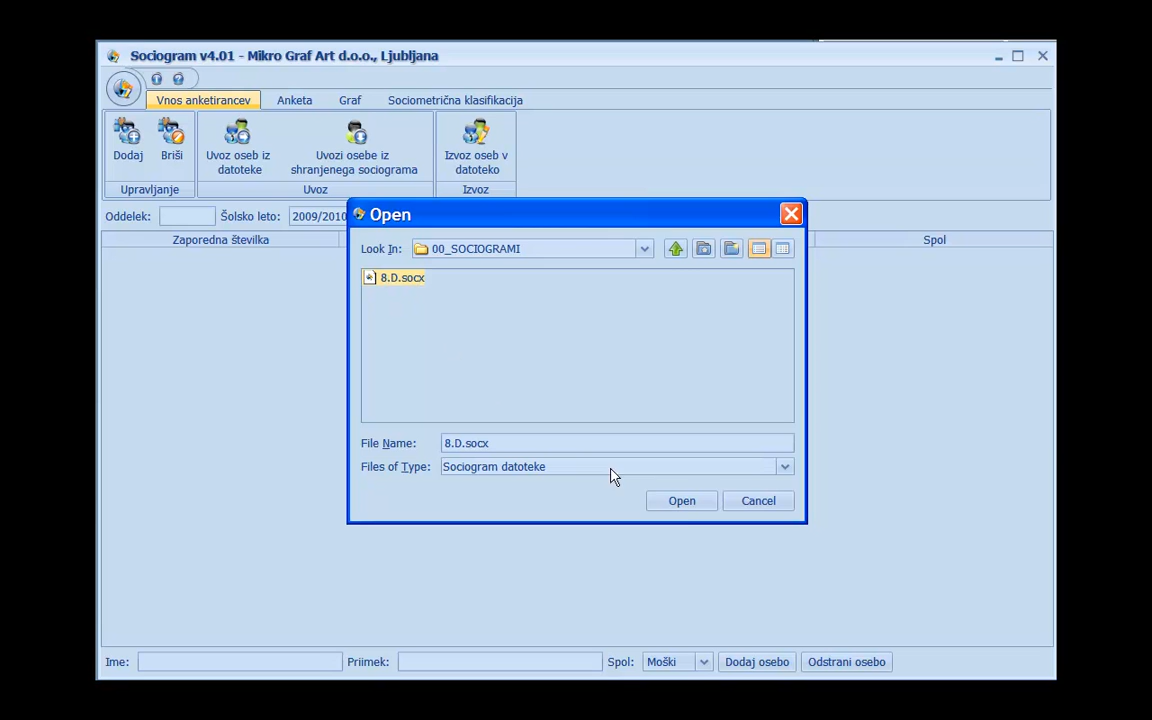 Sociogram v4.01 - Mikro Graf Art d.o.o., Ljubljana
Vnos anketirancev Anketa Graf Sociometrična klasifikacija
Dodaj Briši Uvoz oseb iz datoteke Uvozi osebe iz shranjenega sociograma Izvoz oseb v datoteko
Upravljanje Uvoz Izvoz
Oddelek: Šolsko leto: 2009/2010
Zaporedna številka Spol
Open
Look In: 00_SOCIOGRAMI
8.D.socx
File Name: 8.D.socx
Files of Type: Sociogram datoteke
Open Cancel
Ime: Priimek: Spol: Moški Dodaj osebo Odstrani osebo